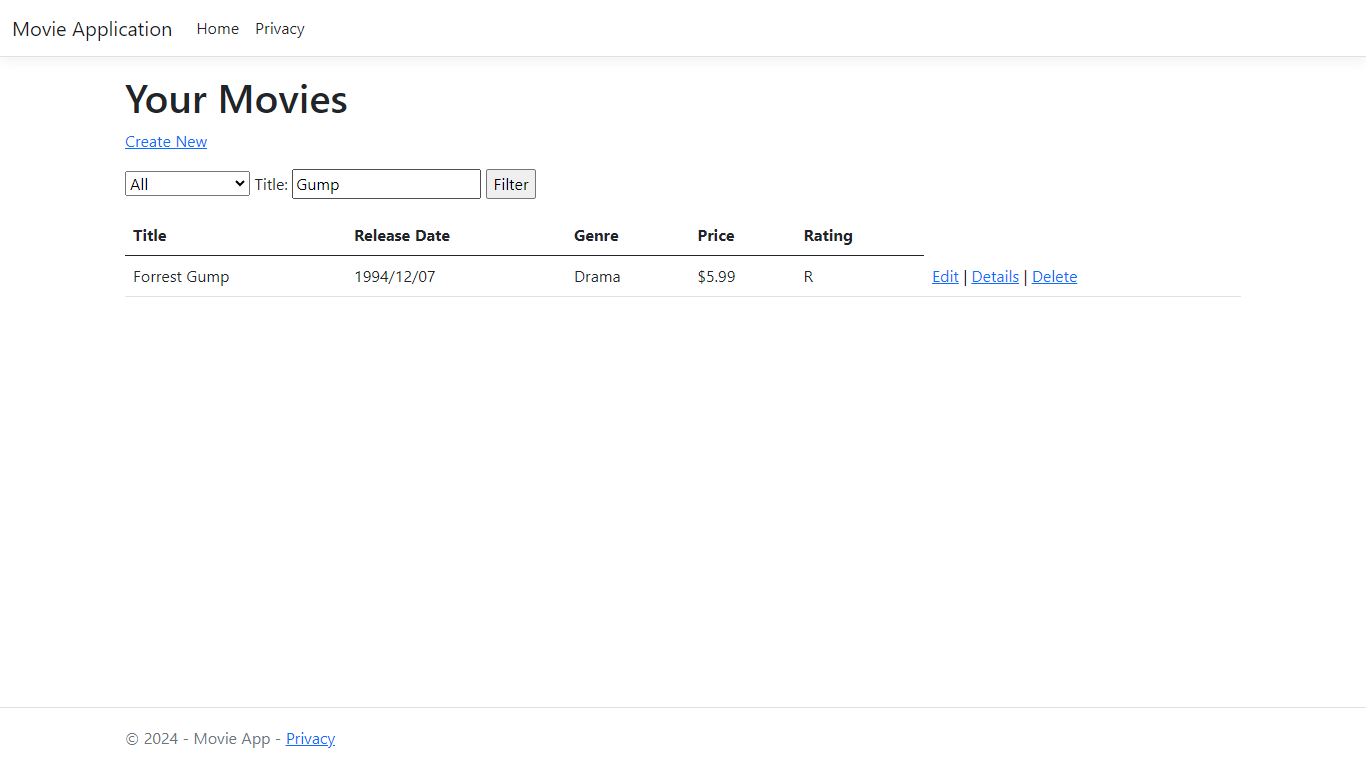 Movie Application Home Privacy
Your Movies
Create New
All Title: Gump Filter
Title Release Date Genre Price Rating
Forrest Gump 1994/12/07 Drama $5.99 R Edit | Details | Delete
© 2024 - Movie App - Privacy